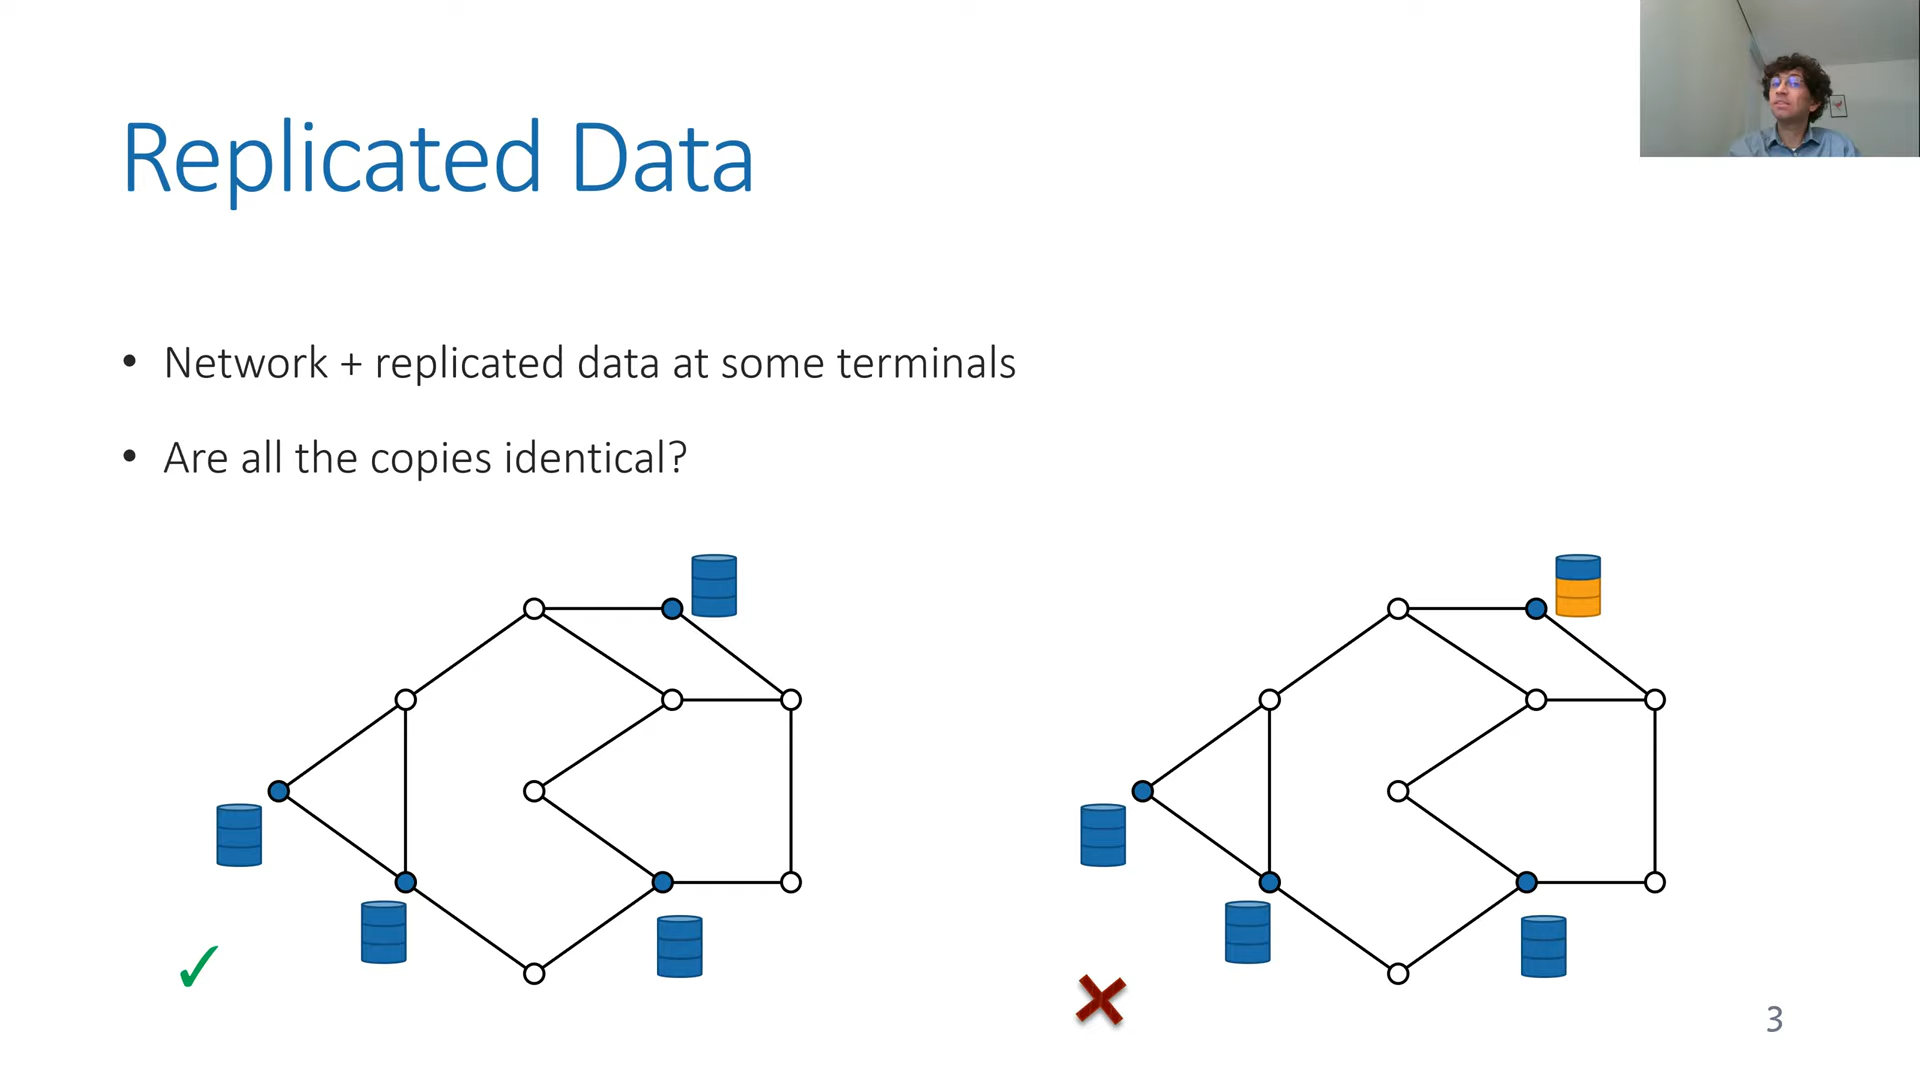 Replicated Data
• Network + replicated data at some terminals
• Are all the copies identical?
3